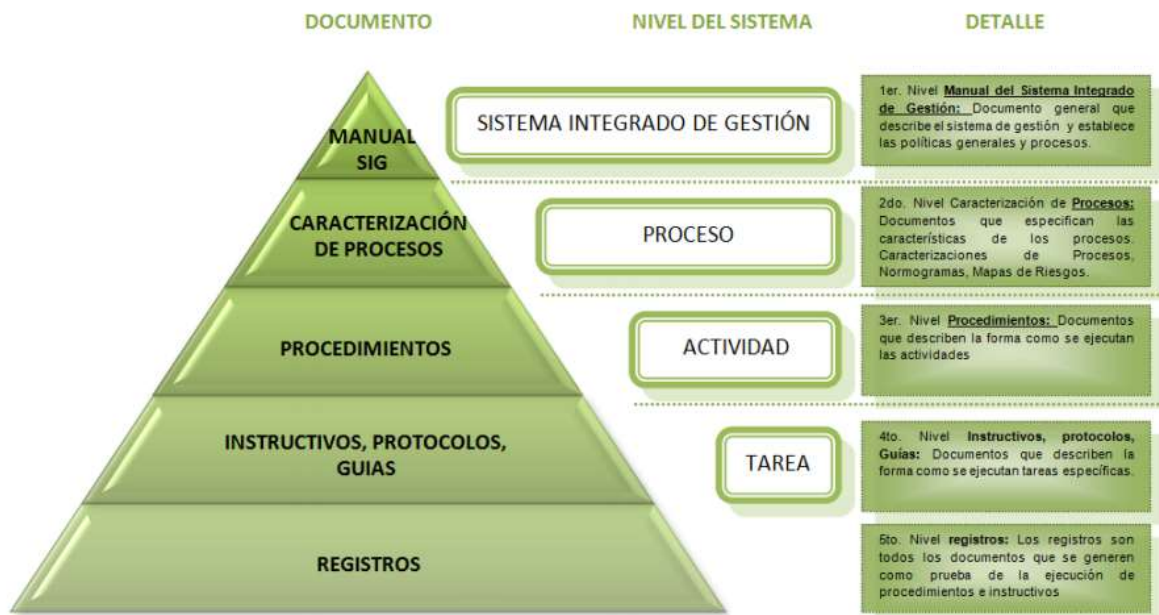 DOCUMENTO
NIVEL DEL SISTEMA
DETALLE
MANUAL
SIG
SISTEMA INTEGRADO DE GESTIÓN
1er. Nivel Manual del Sistema Integrado
de Gestión: Documento general que
describe el sistema de gestión y establece
las políticas generales y procesos.
CARACTERIZACIÓN
DE PROCESOS
PROCESO
2do. Nivel Caracterización de Procesos:
Documentos que especifican las
características de los procesos.
Caracterizaciones de Procesos,
Normogramas, Mapas de Riesgos.
PROCEDIMIENTOS
ACTIVIDAD
3er. Nivel Procedimientos: Documentos
que describen la forma como se ejecutan
las actividades
INSTRUCTIVOS, PROTOCOLOS,
GUIAS
TAREA
4to. Nivel Instructivos, protocolos,
Guías: Documentos que describen la
forma como se ejecutan tareas específicas.
REGISTROS
5to. Nivel registros: Los registros son
todos los documentos que se generen
como prueba de la ejecución de
procedimientos e instructivos